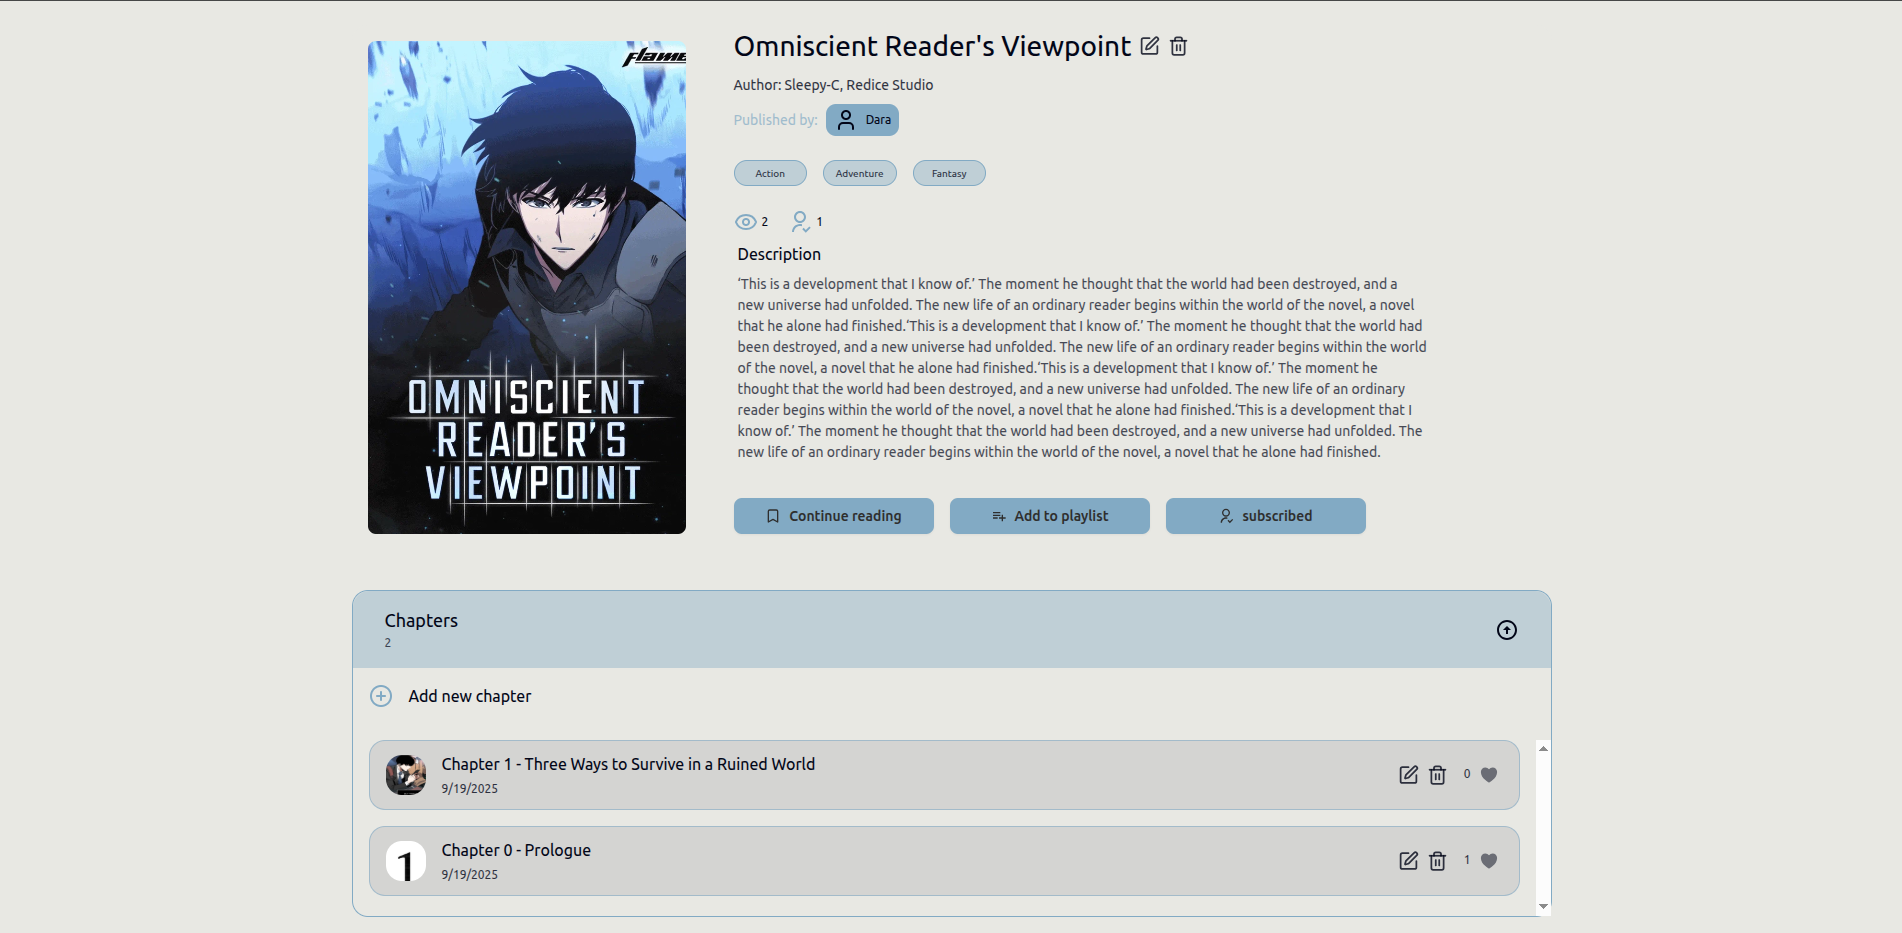 FLAME
OMNISCIENT
READER'S
VIEWPOINT
Omniscient Reader's Viewpoint
Author: Sleepy-C, Redice Studio
Published by: Dara
Action Adventure Fantasy
2 1
Description
‘This is a development that I know of.’ The moment he thought that the world had been destroyed, and a
new universe had unfolded. The new life of an ordinary reader begins within the world of the novel, a novel
that he alone had finished.‘This is a development that I know of.’ The moment he thought that the world had
been destroyed, and a new universe had unfolded. The new life of an ordinary reader begins within the world
of the novel, a novel that he alone had finished.‘This is a development that I know of.’ The moment he
thought that the world had been destroyed, and a new universe had unfolded. The new life of an ordinary
reader begins within the world of the novel, a novel that he alone had finished.‘This is a development that I
know of.’ The moment he thought that the world had been destroyed, and a new universe had unfolded. The
new life of an ordinary reader begins within the world of the novel, a novel that he alone had finished.
Continue reading Add to playlist subscribed
Chapters
2
Add new chapter
Chapter 1 - Three Ways to Survive in a Ruined World
9/19/2025
0
1
Chapter 0 - Prologue
9/19/2025
1